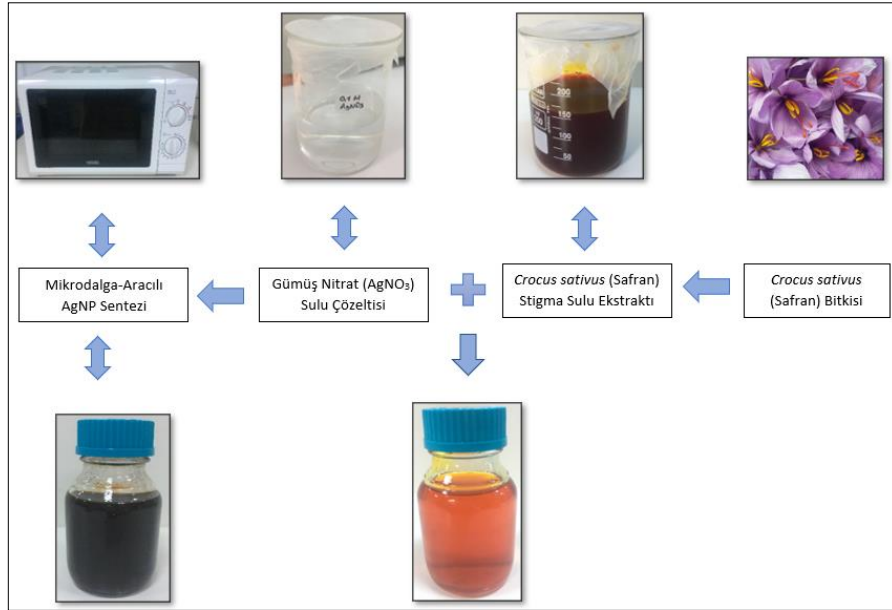 0,1 M
AgNO₃
200
150
100
50
Mikrodalga-Aracılı
AgNP Sentezi
Gümüş Nitrat (AgNO₃)
Sulu Çözeltisi
Crocus sativus (Safran)
Stigma Sulu Ekstraktı
Crocus sativus
(Safran) Bitkisi